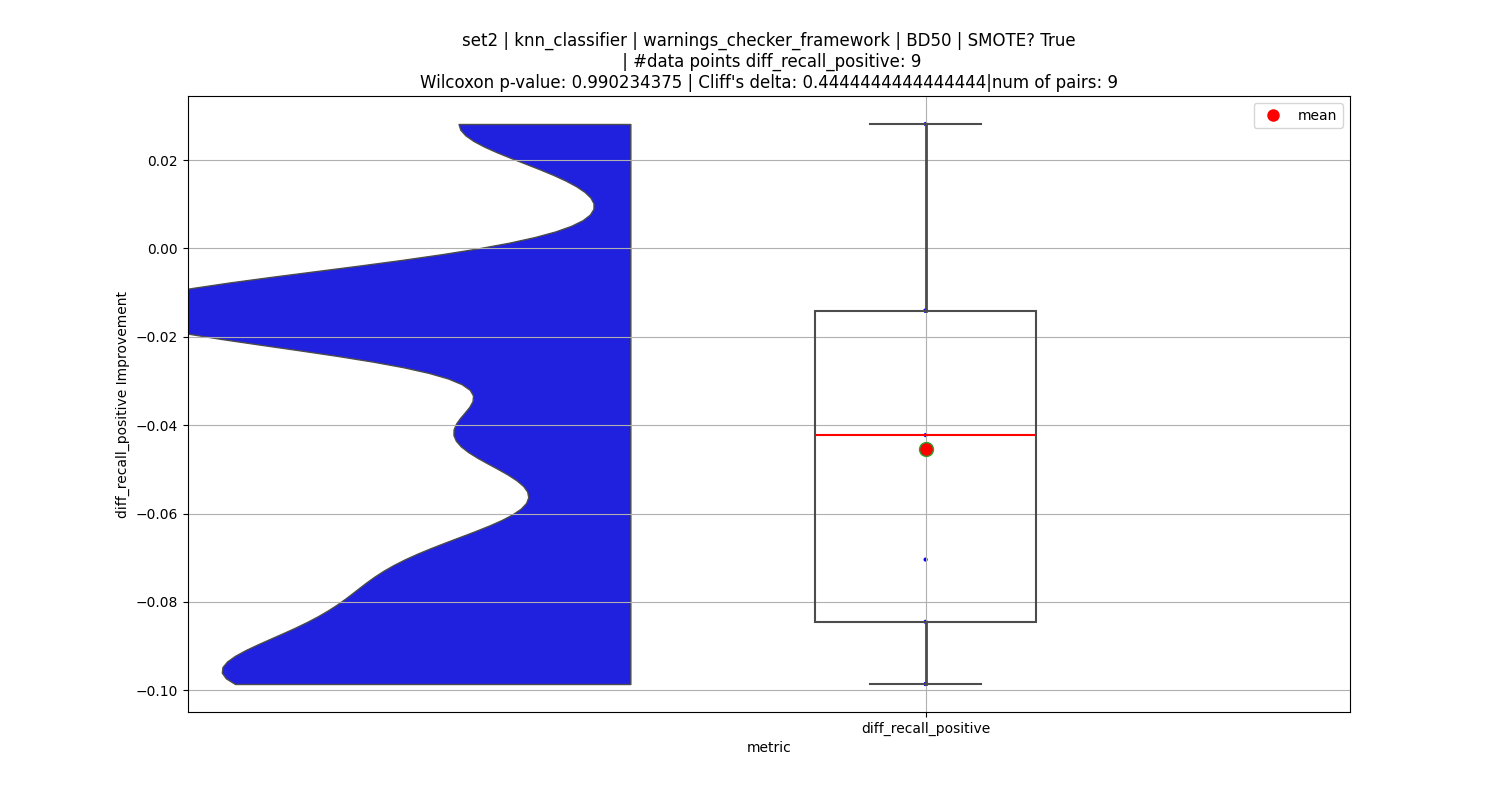 set2 | knn_classifier | warnings_checker_framework | BD50 | SMOTE? True
| #data points diff_recall_positive: 9
Wilcoxon p-value: 0.990234375 | Cliff's delta: 0.4444444444444444|num of pairs: 9
mean
0.02
0.00
−0.02
−0.04
−0.06
−0.08
−0.10
diff_recall_positive Improvement
diff_recall_positive
metric